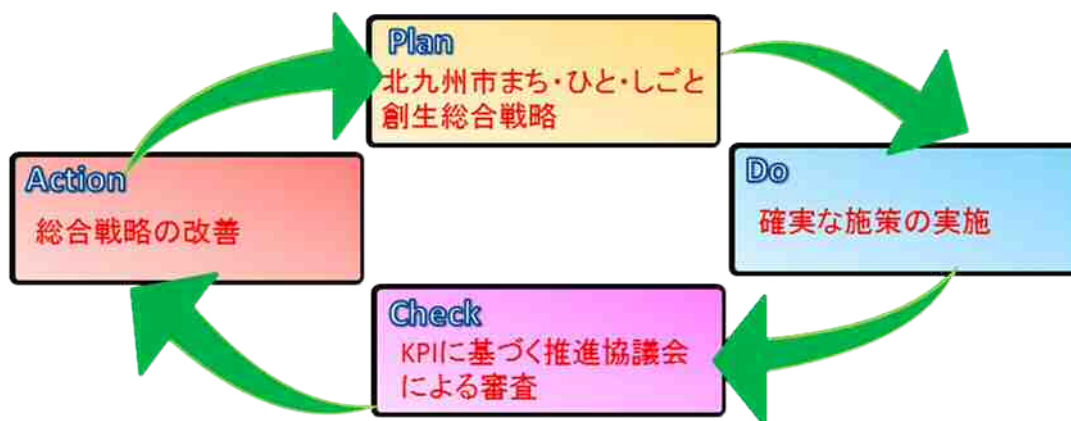 Plan
北九州市まち・ひと・しごと
創生総合戦略
Do
確実な施策の実施
Check
KPIに基づく推進協議会
による審査
Action
総合戦略の改善